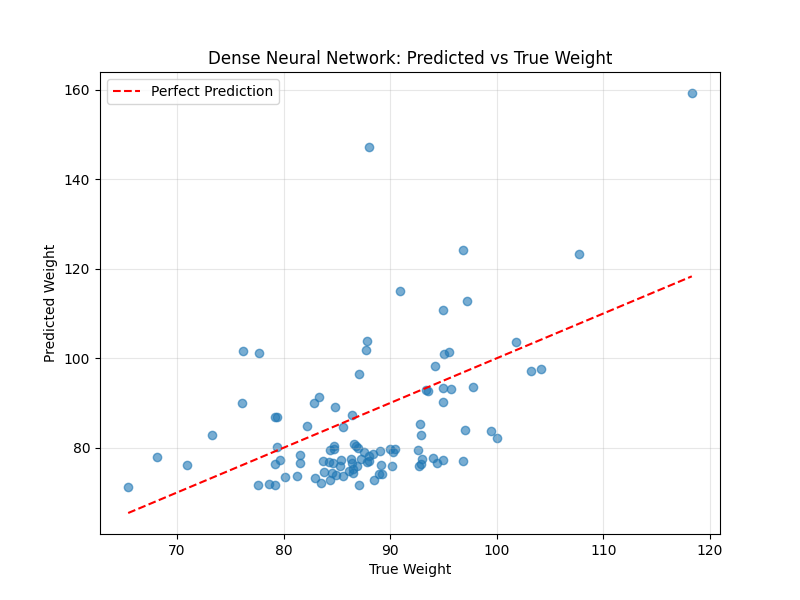 Dense Neural Network: Predicted vs True Weight
Perfect Prediction
Predicted Weight
160
140
120
100
80
70
80
90
100
110
120
True Weight